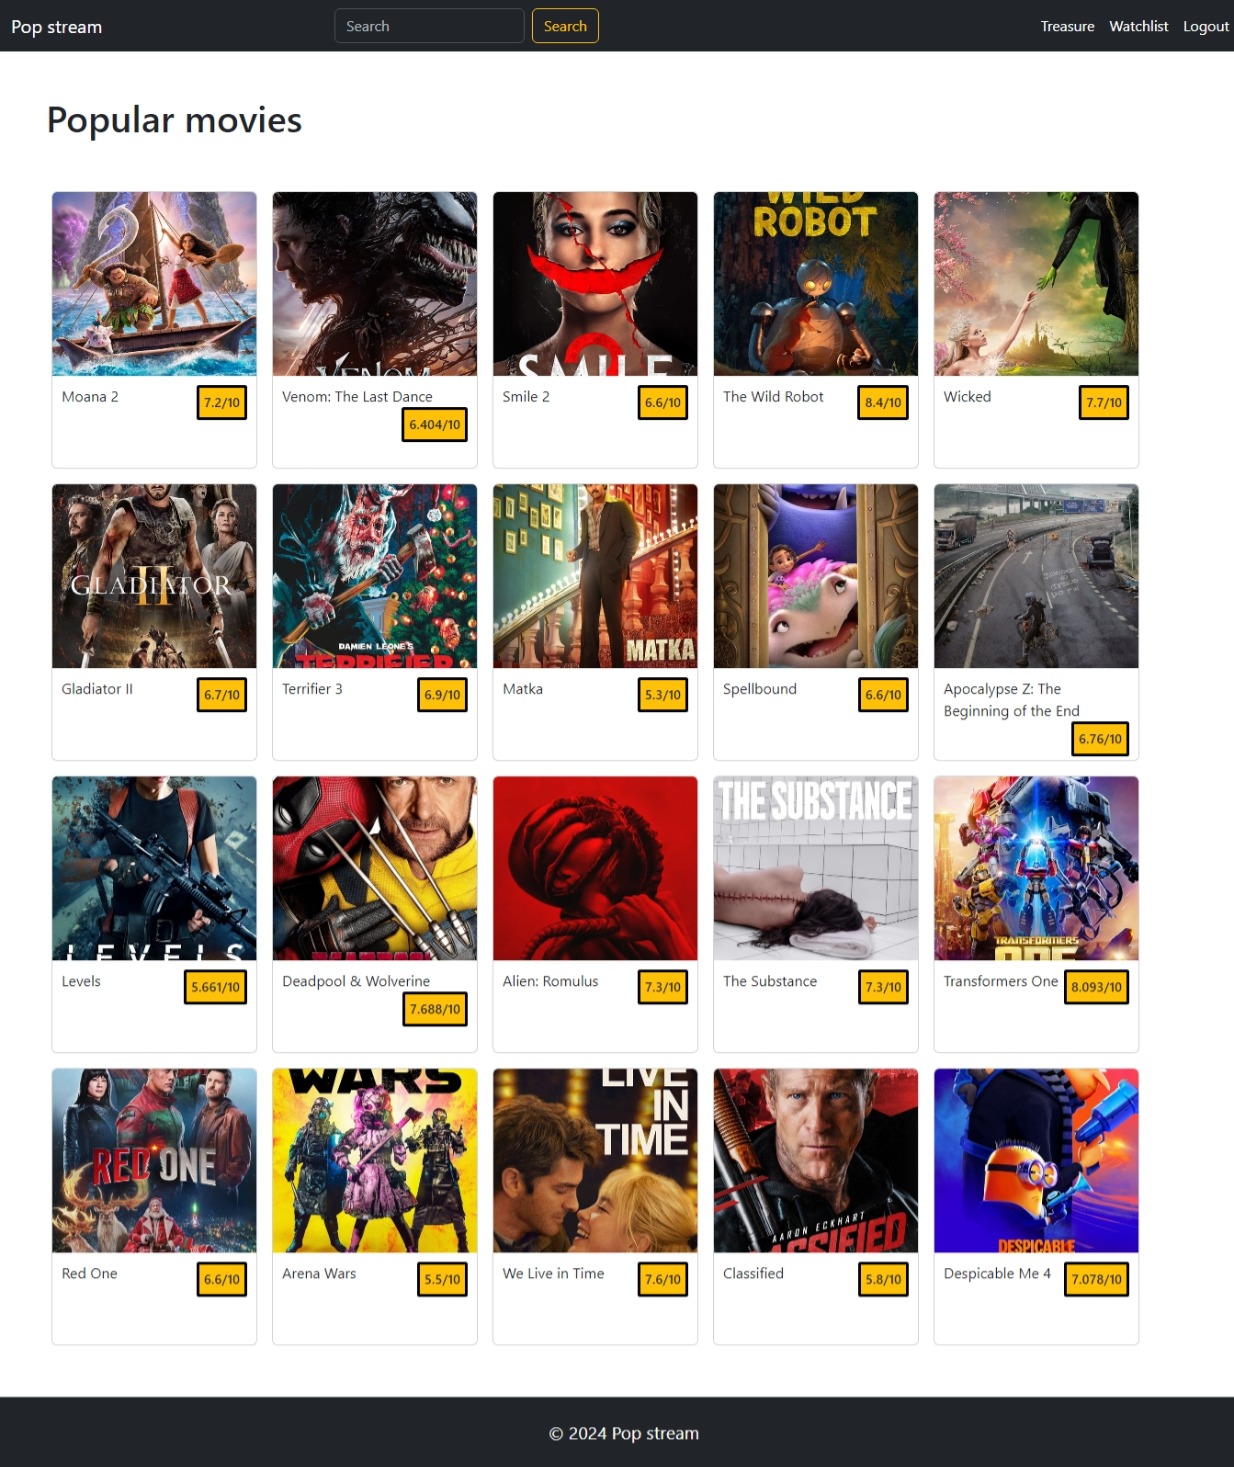 Pop stream
Search
Search
Treasure
Watchlist
Logout
Popular movies
VENOM
SMILE
2
WILD
ROBOT
Moana 2
7.2/10
Venom: The Last Dance
6.404/10
Smile 2
6.6/10
The Wild Robot
8.4/10
Wicked
7.7/10
GLADIATOR
II
DAMIEN LEONE'S
TERRIFIER
MATKA
Gladiator II
6.7/10
Terrifier 3
6.9/10
Matka
5.3/10
Spellbound
6.6/10
Apocalypse Z: The
Beginning of the End
6.76/10
LEVELS
DEADPOOL
THE SUBSTANCE
TRANSFORMERS
ONE
Levels
5.661/10
Deadpool & Wolverine
7.688/10
Alien: Romulus
7.3/10
The Substance
7.3/10
Transformers One
8.093/10
RED ONE
WARS
LIVE
IN
TIME
AARON ECKHART
ASSIFIED
DESPICABLE
Red One
6.6/10
Arena Wars
5.5/10
We Live in Time
7.6/10
Classified
5.8/10
Despicable Me 4
7.078/10
© 2024 Pop stream